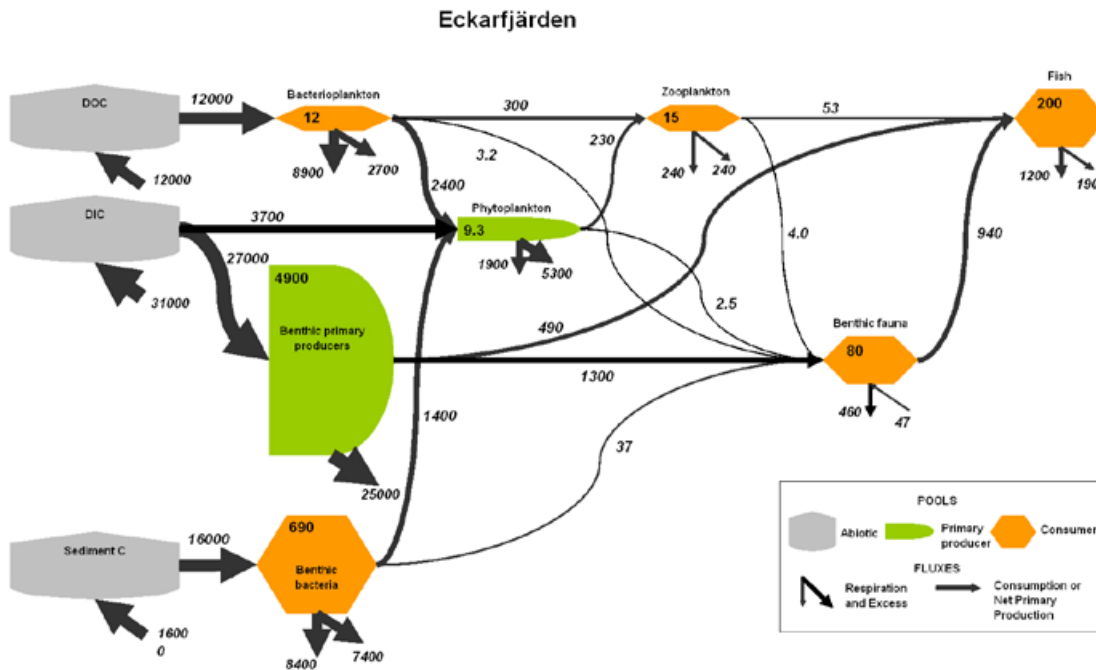 Eckarfjärden
DOC
12000
Bacterioplankton
12
300
Zooplankton
15
53
Fish
200
12000
8900
2700
3.2
230
240
240
1200
190
DIC
3700
2400
Phytoplankton
9.3
4.0
940
27000
31000
1900
5300
4900
Benthic primary
producers
490
2.5
Benthic fauna
80
1300
1400
460
47
37
25000
Sediment C
16000
690
Benthic
bacteria
1600
0
8400
7400
POOLS
Abiotic
Primary
producer
Consumer
FLUXES
Respiration
and Excess
Consumption or
Net Primary
Production